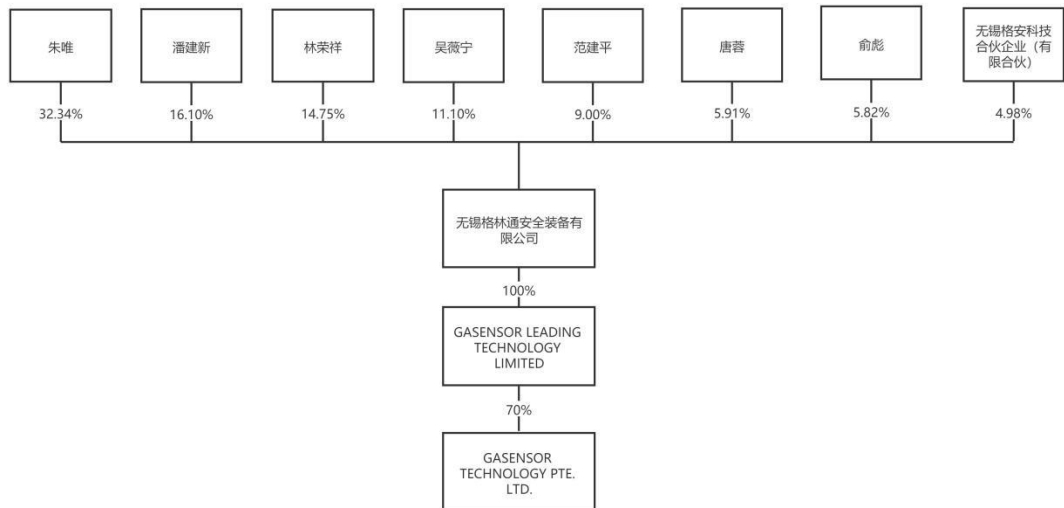 朱唯
潘建新
林荣祥
吴薇宁
范建平
唐蓉
俞彪
无锡格安科技
合伙企业（有
限合伙）
32.34%
16.10%
14.75%
11.10%
9.00%
5.91%
5.82%
4.98%
无锡格林通安全装备有
限公司
100%
GASENSOR LEADING
TECHNOLOGY
LIMITED
70%
GASENSOR
TECHNOLOGY PTE.
LTD.